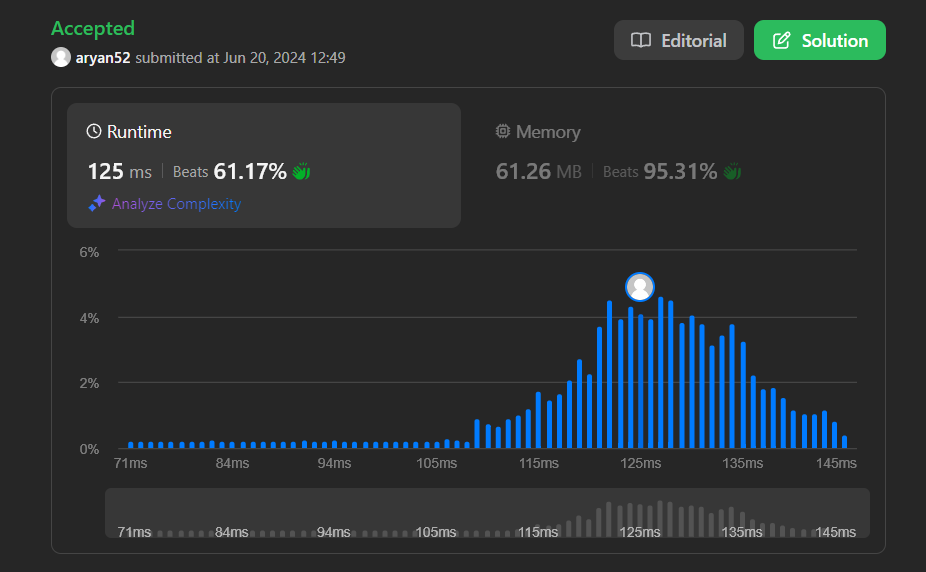 Accepted
aryan52 submitted at Jun 20, 2024 12:49
Editorial
Solution
Runtime
125 ms Beats 61.17%
Analyze Complexity
Memory
61.26 MB Beats 95.31%
6%
4%
2%
0%
71ms 84ms 94ms 105ms 115ms 125ms 135ms 145ms
71ms 84ms 94ms 105ms 115ms 125ms 135ms 145ms